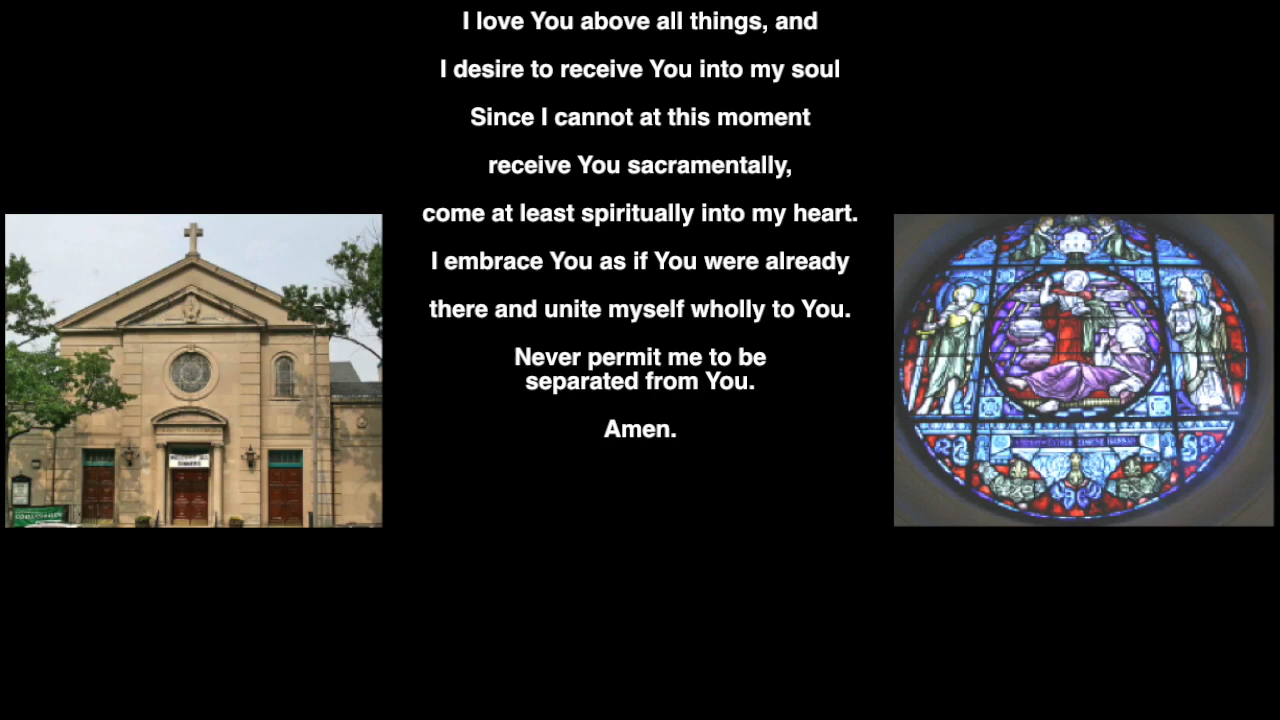 I love You above all things, and
I desire to receive You into my soul
Since I cannot at this moment
receive You sacramentally,
come at least spiritually into my heart.
I embrace You as if You were already
there and unite myself wholly to You.
Never permit me to be
separated from You.
Amen.